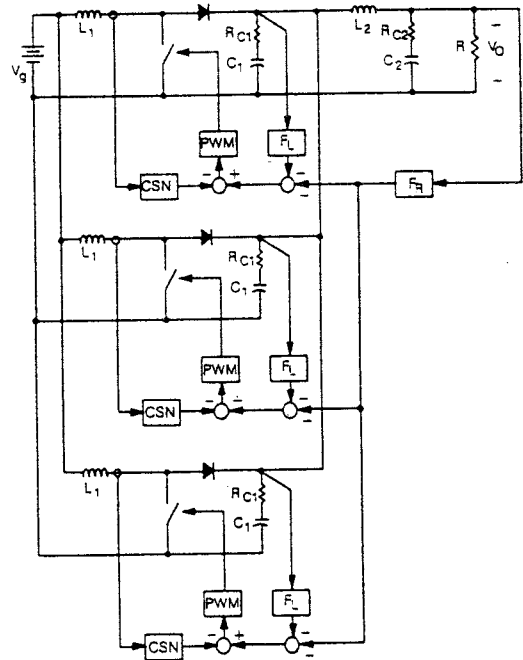 L1
RC1
C1
L2
RC2
C2
R
−
VO
−
Vg
PWM
FL
− + −
−
CSN
FR
L1
RC1
C1
PWM
FL
− − −
−
CSN
L1
RC1
C1
PWM
FL
− + −
−
CSN